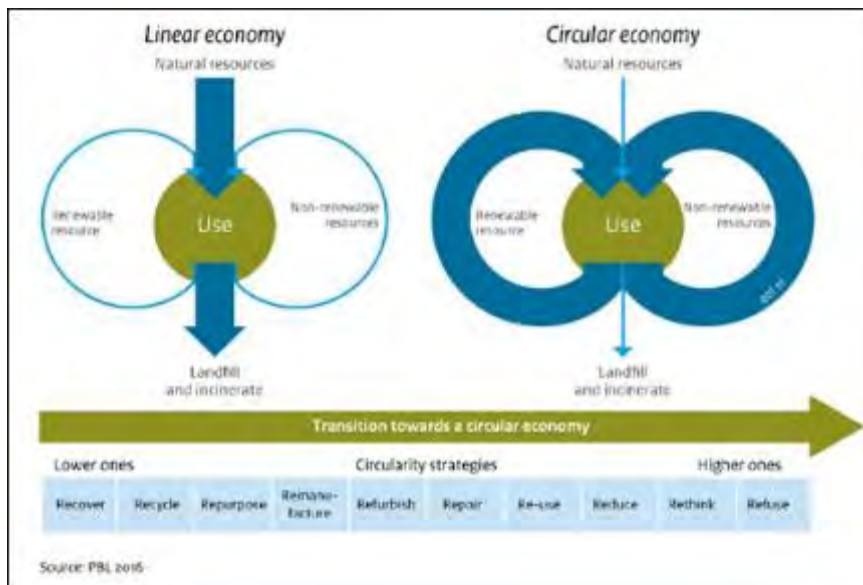 Linear economy
Natural resources
Renewable
resource
Use
Non-renewable
resources
Landfill
and incinerate
Circular economy
Natural resources
Renewable
resource
Use
Non-renewable
resources
pbl.nl
Landfill
and incinerate
Transition towards a circular economy
Lower ones
Circularity strategies
Higher ones
Recover
Recycle
Repurpose
Remanu-
facture
Refurbish
Repair
Re-use
Reduce
Rethink
Refuse
Source: PBL 2016